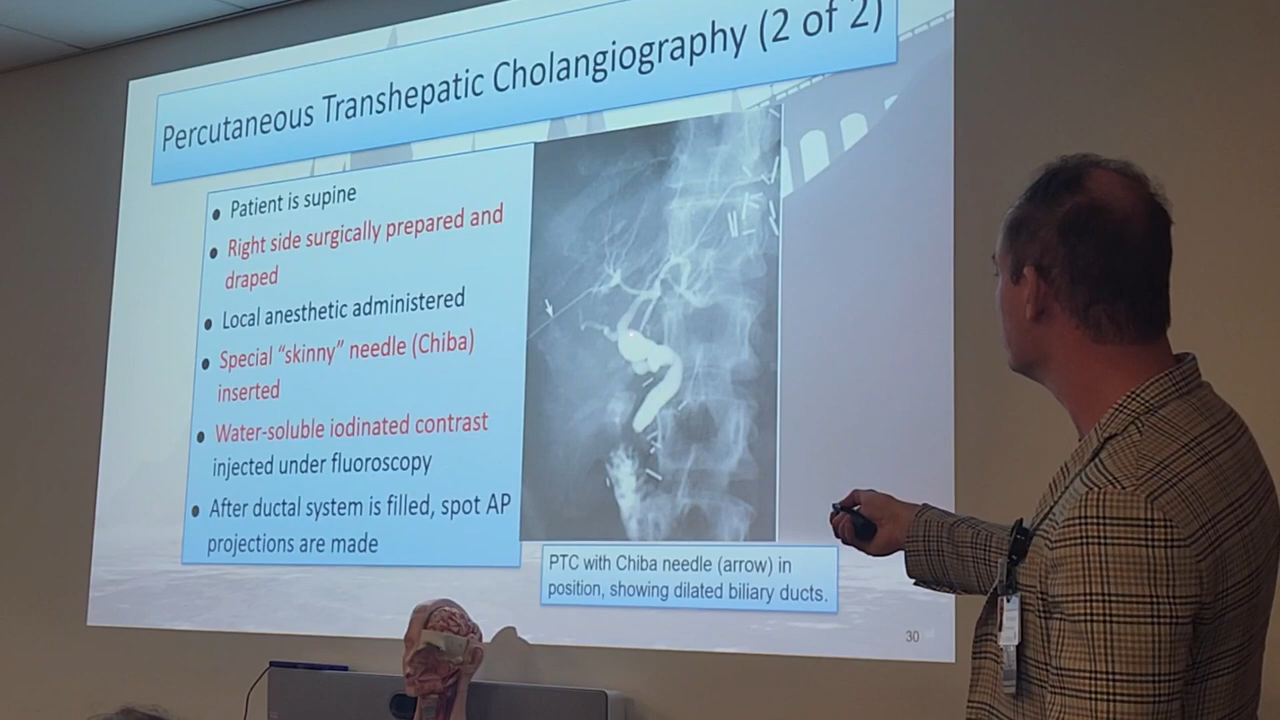 Percutaneous Transhepatic Cholangiography (2 of 2)
Patient is supine
Right side surgically prepared and
draped
Local anesthetic administered
Special “skinny” needle (Chiba)
inserted
Water-soluble iodinated contrast
injected under fluoroscopy
After ductal system is filled, spot AP
projections are made
PTC with Chiba needle (arrow) in
position, showing dilated biliary ducts.
30